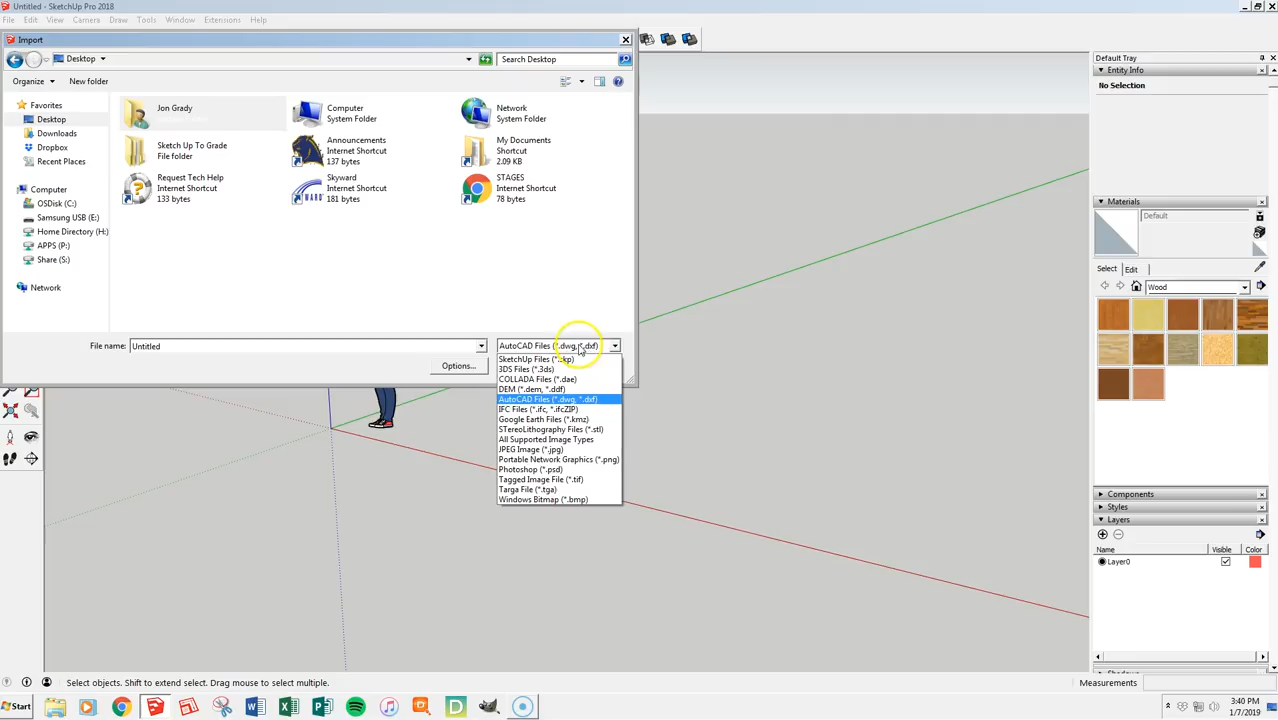 Untitled - SketchUp Pro 2018
File Edit View Camera Draw Tools Window Extensions Help
Import
Desktop
Search Desktop
Organize New folder
Favorites
Desktop
Downloads
Dropbox
Recent Places
Computer
OSDisk (C:)
Samsung USB (E:)
Home Directory (H:)
APPS (P:)
Share (S:)
Network
Jon Grady
Computer
System Folder
Network
System Folder
Sketch Up To Grade
File folder
Announcements
Internet Shortcut
137 bytes
My Documents
Shortcut
2.09 KB
Request Tech Help
Internet Shortcut
133 bytes
Skyward
Internet Shortcut
181 bytes
STAGES
Internet Shortcut
78 bytes
File name: Untitled
AutoCAD Files (*.dwg, *.dxf)
Options...
SketchUp Files (*.skp)
3DS Files (*.3ds)
COLLADA Files (*.dae)
DEM (*.dem, *.ddf)
AutoCAD Files (*.dwg, *.dxf)
IFC Files (*.ifc, *.ifcZIP)
Google Earth Files (*.kmz)
STereoLithography Files (*.stl)
All Supported Image Types
JPEG Image (*.jpg)
Portable Network Graphics (*.png)
Photoshop (*.psd)
Tagged Image File (*.tif)
Targa File (*.tga)
Windows Bitmap (*.bmp)
Default Tray
Entity Info
No Selection
Materials
Default
Select Edit
Wood
Components
Styles
Layers
Name Visible Color
Layer0
Shadows
Select objects. Shift to extend select. Drag mouse to select multiple.
Measurements
Start
3:40 PM
1/7/2019